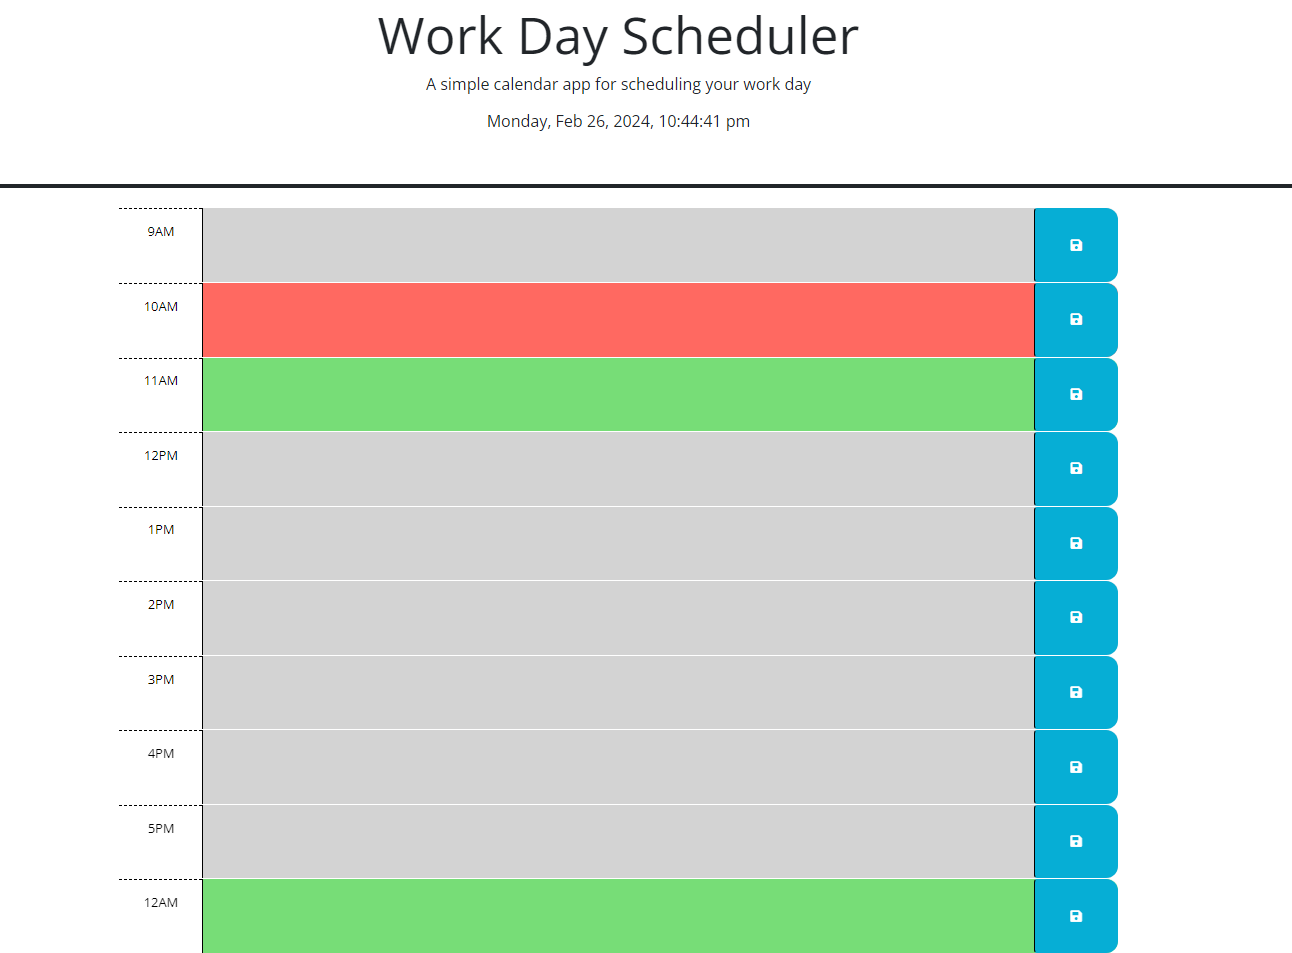 Work Day Scheduler
A simple calendar app for scheduling your work day
Monday, Feb 26, 2024, 10:44:41 pm
9AM
10AM
11AM
12PM
1PM
2PM
3PM
4PM
5PM
12AM